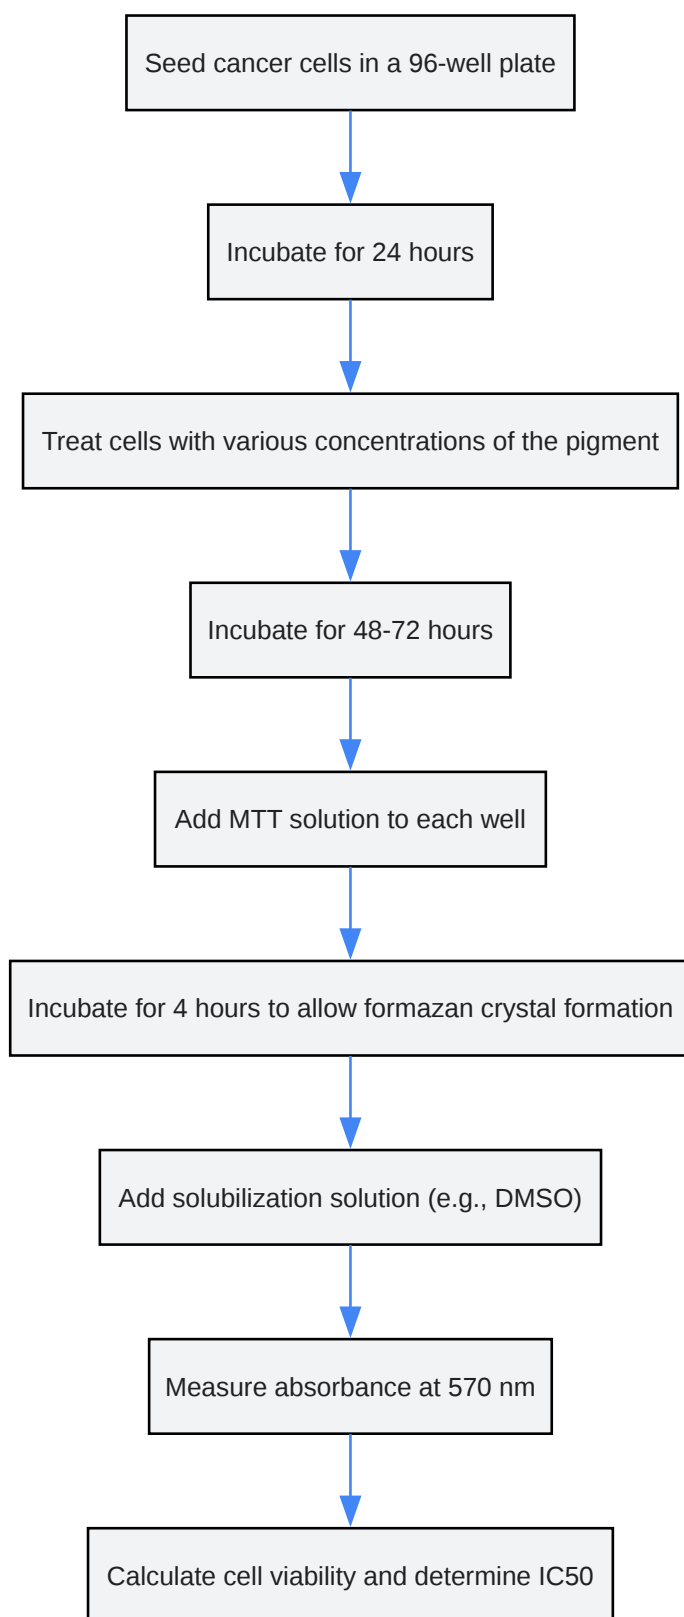 Seed cancer cells in a 96-well plate
Incubate for 24 hours
Treat cells with various concentrations of the pigment
Incubate for 48-72 hours
Add MTT solution to each well
Incubate for 4 hours to allow formazan crystal formation
Add solubilization solution (e.g., DMSO)
Measure absorbance at 570 nm
Calculate cell viability and determine IC50